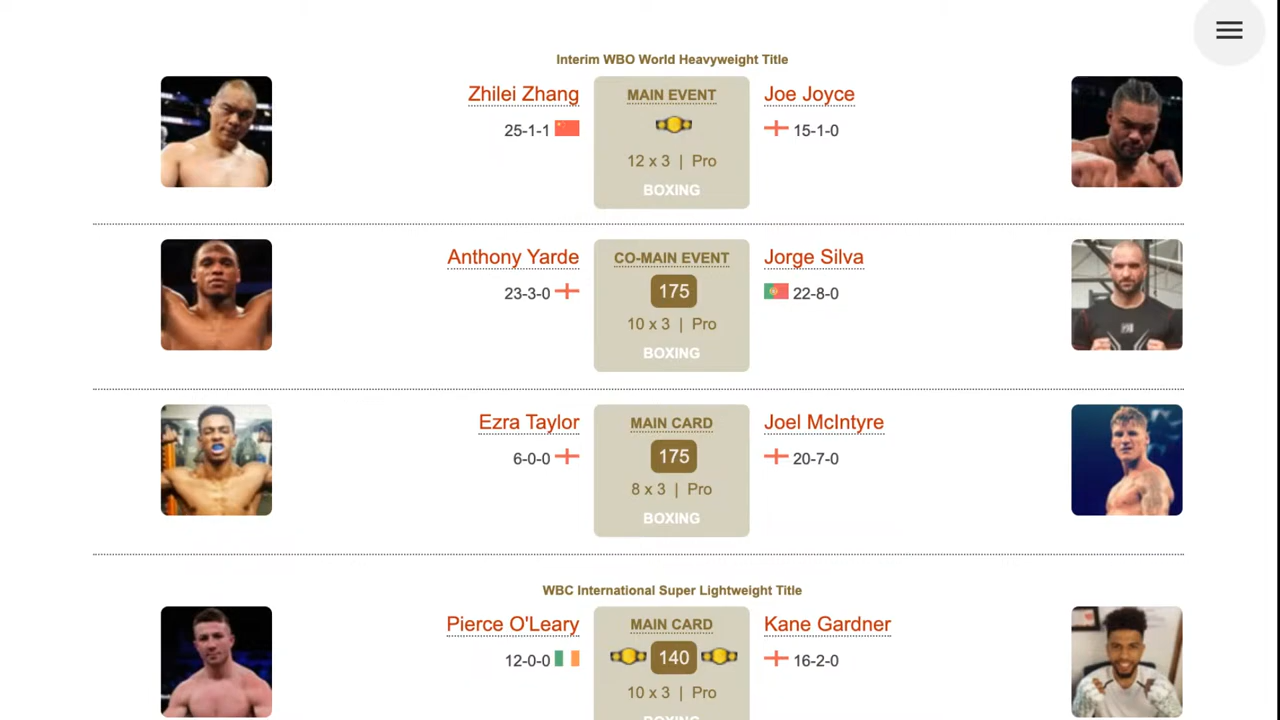 Interim WBO World Heavyweight Title
Zhilei Zhang MAIN EVENT Joe Joyce
25-1-1 15-1-0
12 x 3 | Pro
BOXING
Anthony Yarde CO-MAIN EVENT Jorge Silva
23-3-0 175 22-8-0
10 x 3 | Pro
BOXING
Ezra Taylor MAIN CARD Joel McIntyre
6-0-0 175 20-7-0
8 x 3 | Pro
BOXING
WBC International Super Lightweight Title
Pierce O'Leary MAIN CARD Kane Gardner
12-0-0 140 16-2-0
10 x 3 | Pro
BOXING